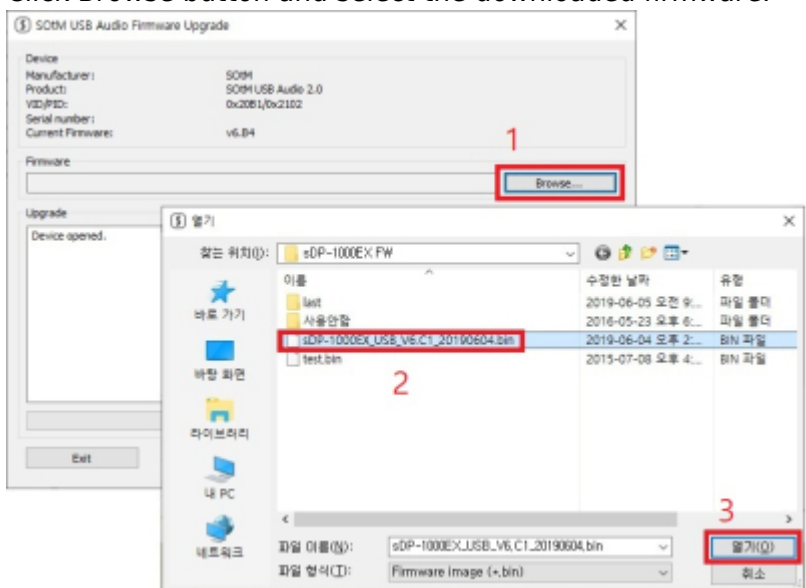 Click Browse button and select the downloaded firmware.
SOtM USB Audio Firmware Upgrade
Device
Manufacturer: SOtM
Product: SOtM USB Audio 2.0
VID/PID: 0x20B1/0x2102
Serial number:
Current Firmware: v6.B4
1
Firmware
Browse...
Upgrade
Device opened.
열기
찾는 위치(I): sDP-1000EX FW
이름 수정한 날짜 유형
last 2019-06-05 오전 9:... 파일 폴더
사용안함 2016-05-23 오후 6:... 파일 폴더
sDP-1000EX_USB_V6.C1_20190604.bin 2019-06-04 오후 2:... BIN 파일
test.bin 2015-07-08 오후 4:... BIN 파일
2
바로 가기
바탕 화면
라이브러리
내 PC
네트워크
Exit
3
파일 이름(N): sDP-1000EX_USB_V6.C1_20190604.bin 열기(O)
파일 형식(T): Firmware image (*.bin) 취소